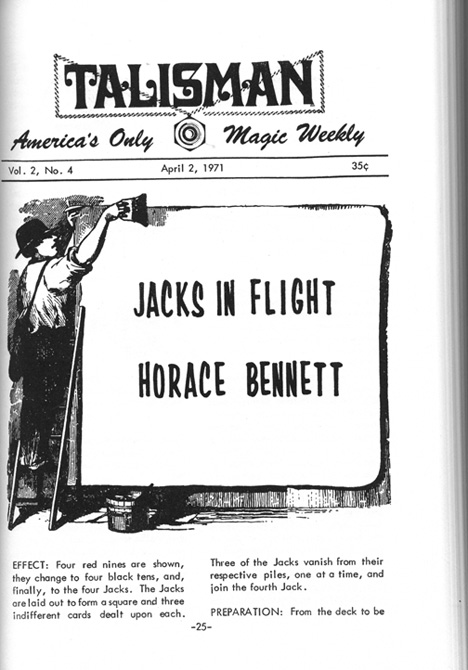 TALISMAN
America's Only Magic Weekly
Vol. 2, No. 4 April 2, 1971 35¢
JACKS IN FLIGHT
HORACE BENNETT
EFFECT: Four red nines are shown,
they change to four black tens, and,
finally, to the four Jacks. The Jacks
are laid out to form a square and three
indifferent cards dealt upon each.
Three of the Jacks vanish from their
respective piles, one at a time, and
join the fourth Jack.
PREPARATION: From the deck to be
-25-